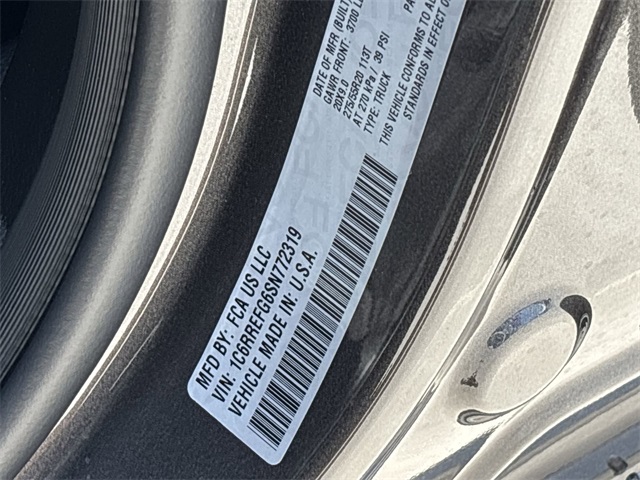 MFD BY: FCA US LLC
VIN: 1C6RREFG6SN772319
VEHICLE MADE IN: U.S.A.
DATE OF MFR (BUILT)
GAWR FRONT: 3700 L
20X9.0
275/55R20 113T
AT 270 kPa / 39 PSI
TYPE: TRUCK
THIS VEHICLE CONFORMS TO
STANDARDS IN EFFECT